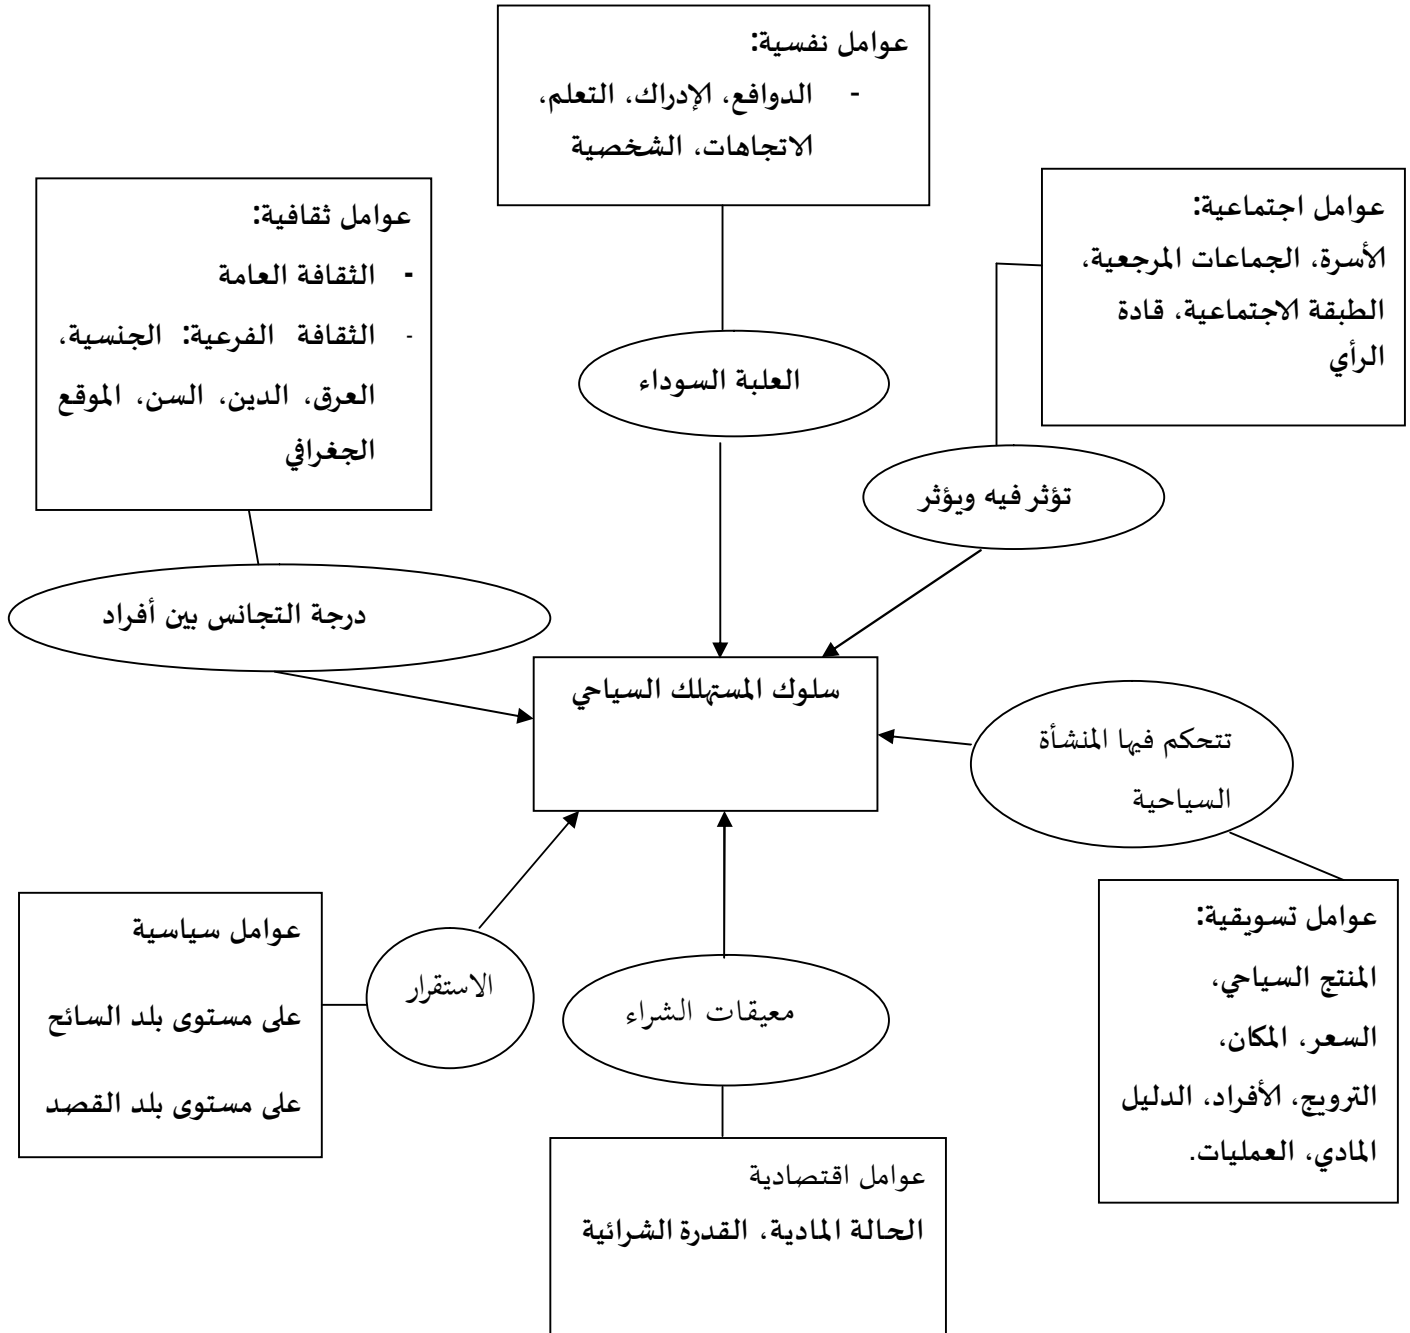 عوامل نفسية:
- الدوافع، الإدراك، التعلم،
الاتجاهات، الشخصية
عوامل اجتماعية:
الأسرة، الجماعات المرجعية،
الطبقة الاجتماعية، قادة
الرأي
عوامل ثقافية:
- الثقافة العامة
- الثقافة الفرعية: الجنسية،
العرق، الدين، السن، الموقع
الجغرافي
العلبة السوداء
تؤثر فيه ويؤثر
درجة التجانس بين أفراد
سلوك المستهلك السياحي
تتحكم فيها المنشأة
السياحية
عوامل تسويقية:
المنتج السياحي،
السعر، المكان،
الترويج، الأفراد، الدليل
المادي، العمليات.
عوامل سياسية
على مستوى بلد السائح
على مستوى بلد القصد
الاستقرار
معيقات الشراء
عوامل اقتصادية
الحالة المادية، القدرة الشرائية